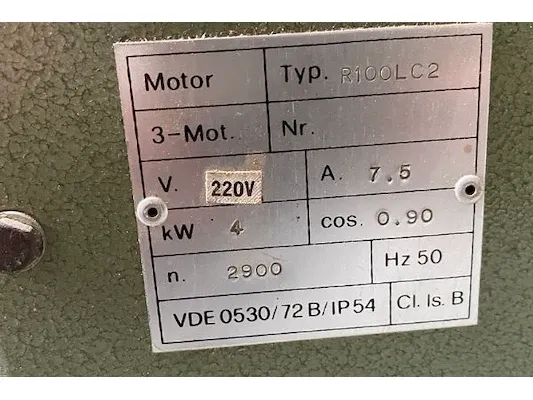 Motor Typ. R100LC2
3-Mot. Nr.
V. 220V A. 7.5
kW 4 cos. 0.90
n. 2900 Hz 50
VDE 0530/72B/IP54 Cl. Is. B